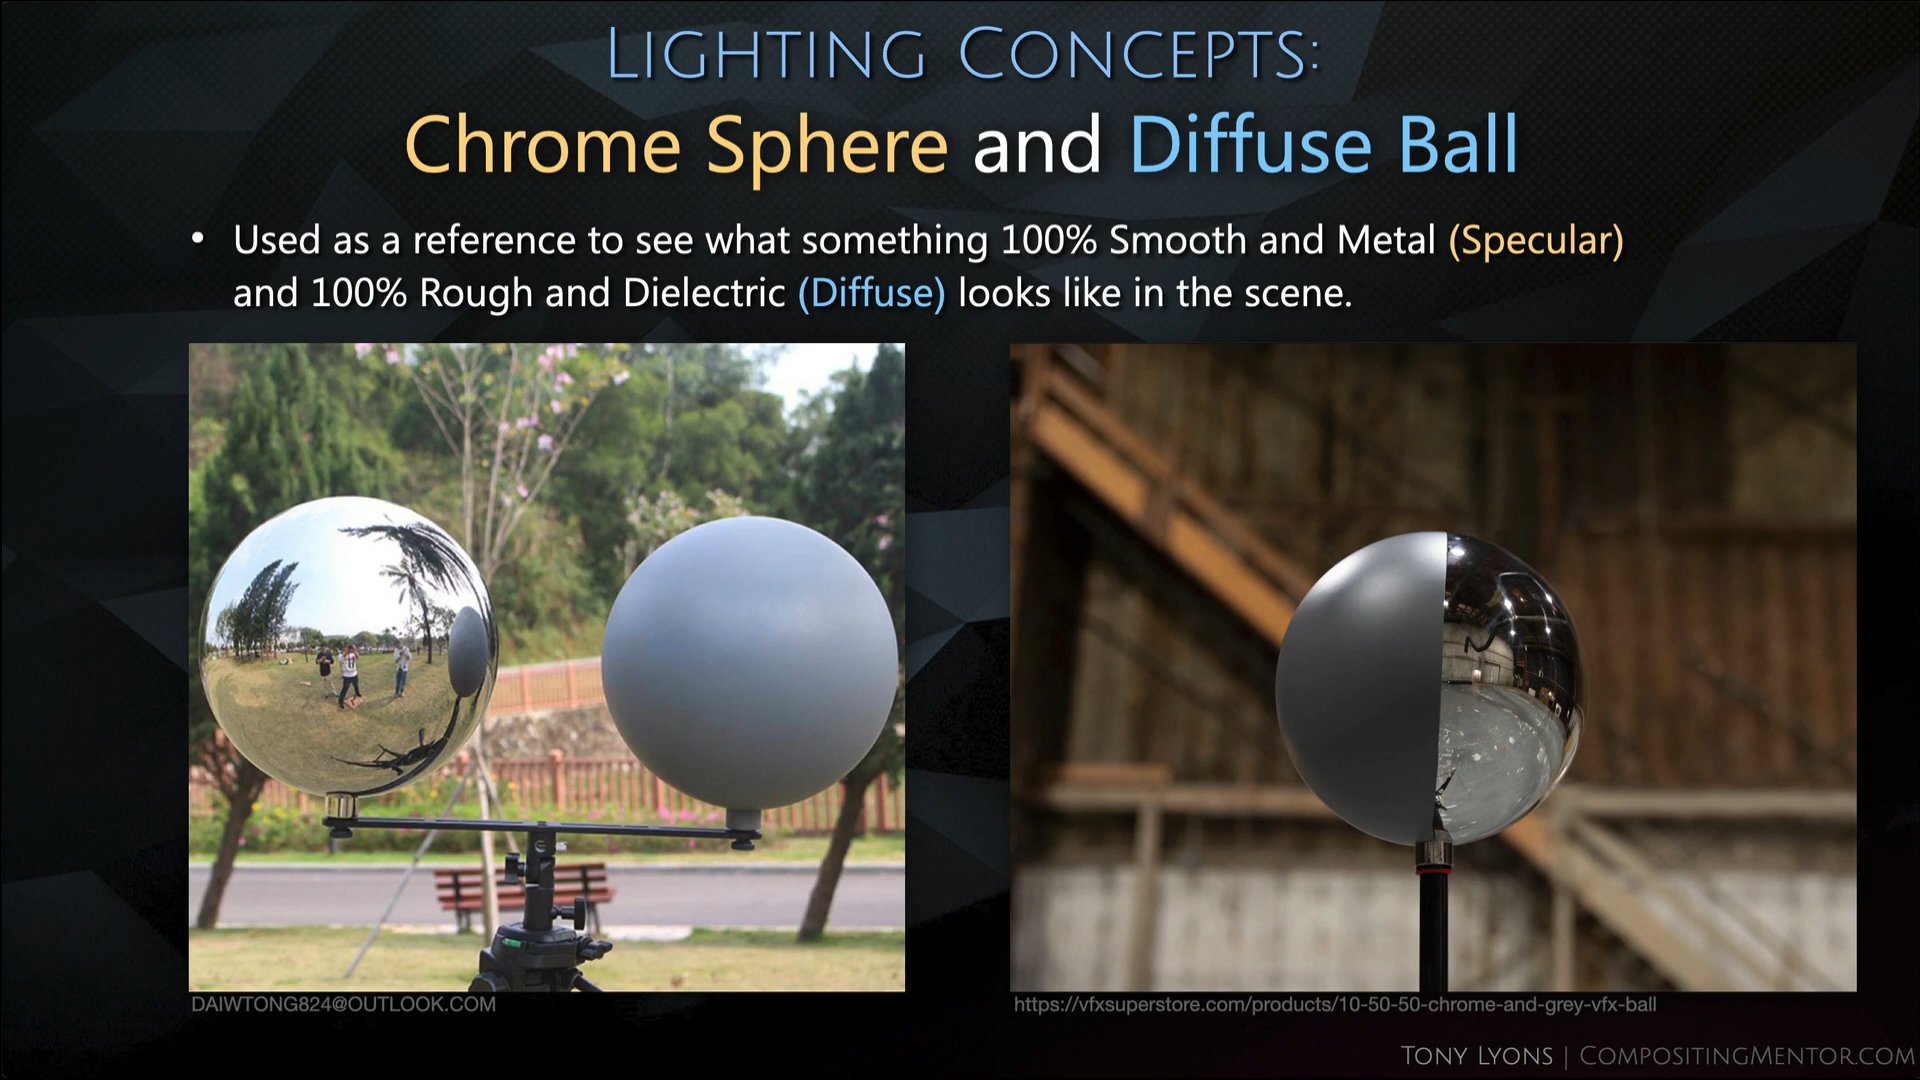 LIGHTING CONCEPTS:
Chrome Sphere and Diffuse Ball
• Used as a reference to see what something 100% Smooth and Metal (Specular)
and 100% Rough and Dielectric (Diffuse) looks like in the scene.
DAIWTONG824@OUTLOOK.COM
https://vfxsuperstore.com/products/10-50-50-chrome-and-grey-vfx-ball
TONY LYONS | COMPOSITINGMENTOR.COM